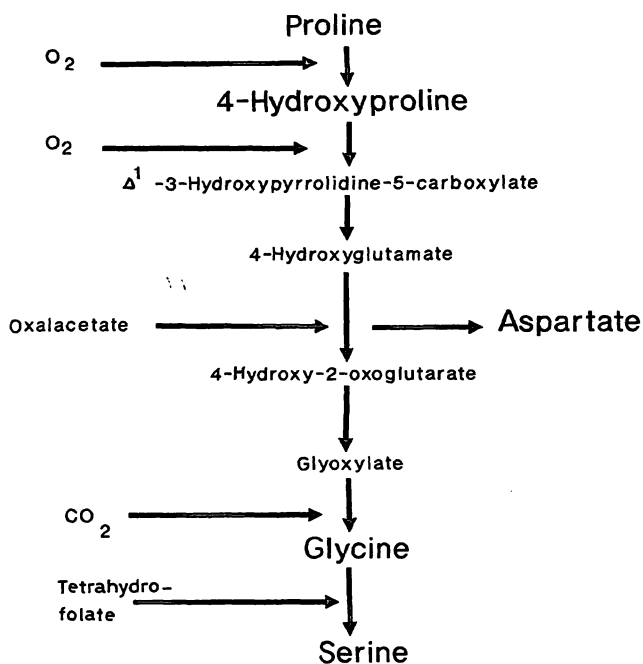 Proline
O2
4-Hydroxyproline
O2
Δ1 -3-Hydroxypyrrolidine-5-carboxylate
4-Hydroxyglutamate
Oxalacetate
Aspartate
4-Hydroxy-2-oxoglutarate
Glyoxylate
CO2
Glycine
Tetrahydro-
folate
Serine